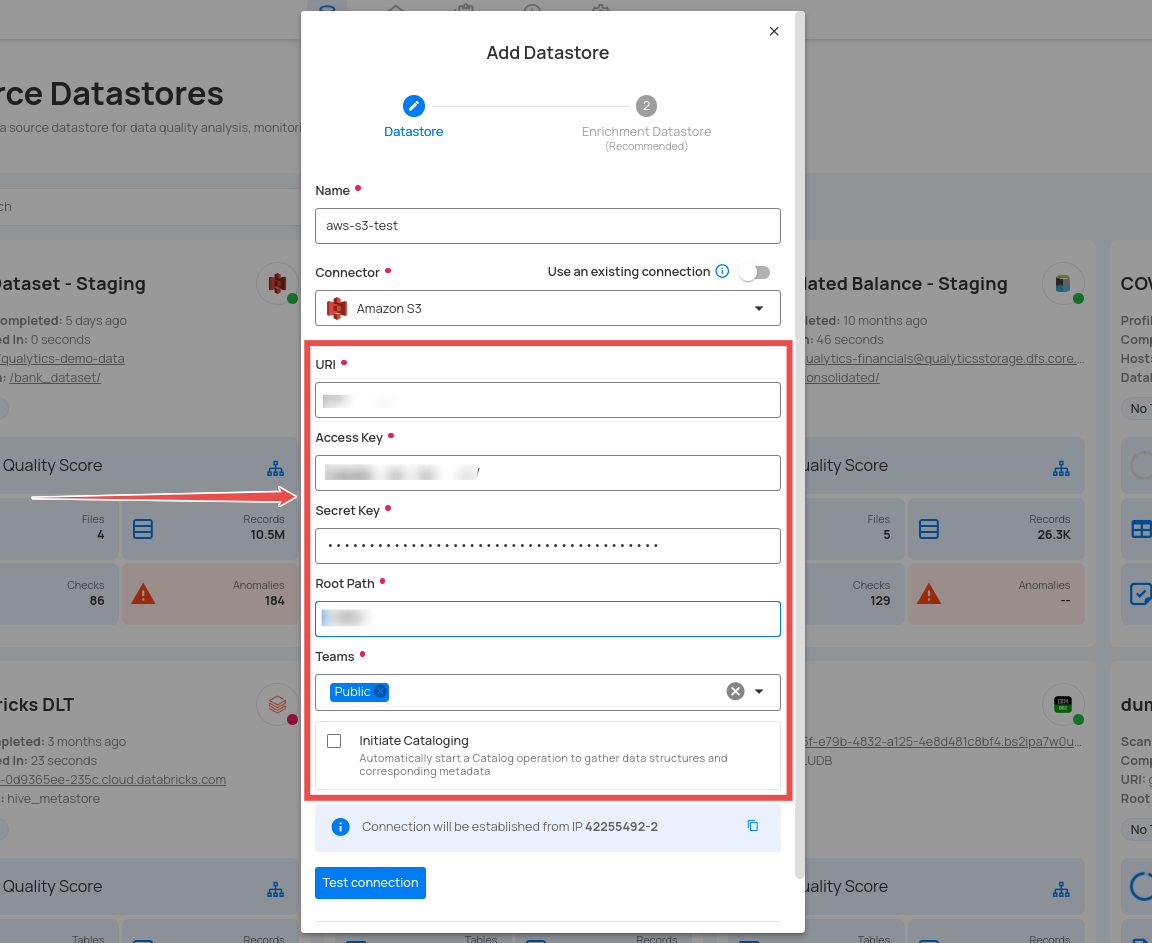 Add Datastore
2
Datastore
Enrichment Datastore
(Recommended)
Name
aws-s3-test
Connector
Use an existing connection
Amazon S3
URI
Access Key
/
Secret Key
Root Path
Teams
Public
Initiate Cataloging
Automatically start a Catalog operation to gather data structures and
corresponding metadata
Connection will be established from IP 42255492-2
Test connection
rce Datastores
a source datastore for data quality analysis, monitori
ch
ataset - Staging
ompleted: 5 days ago
ed In: 0 seconds
/qualytics-demo-data
: /bank_dataset/
Quality Score
Files
4
Records
10.5M
Checks
86
Anomalies
184
ricks DLT
pleted: 3 months ago
ed In: 23 seconds
-0d9365ee-235c.cloud.databricks.com
: hive_metastore
Quality Score
Tables
Records
Tables
Records
lated Balance - Staging
leted: 10 months ago
n: 46 seconds
ualytics-financials@qualyticsstorage.dfs.core....
onsolidated/
uality Score
Files
5
Records
26.3K
Checks
129
Anomalies
--
5f-e79b-4832-a125-4e8d481c8bf4.bs2ipa7w0u...
LUDB
uality Score
Tables
Records
COV
Profil
Comp
Host:
Datal
No T
dum
Scan
Comp
URI: g
Root
No T